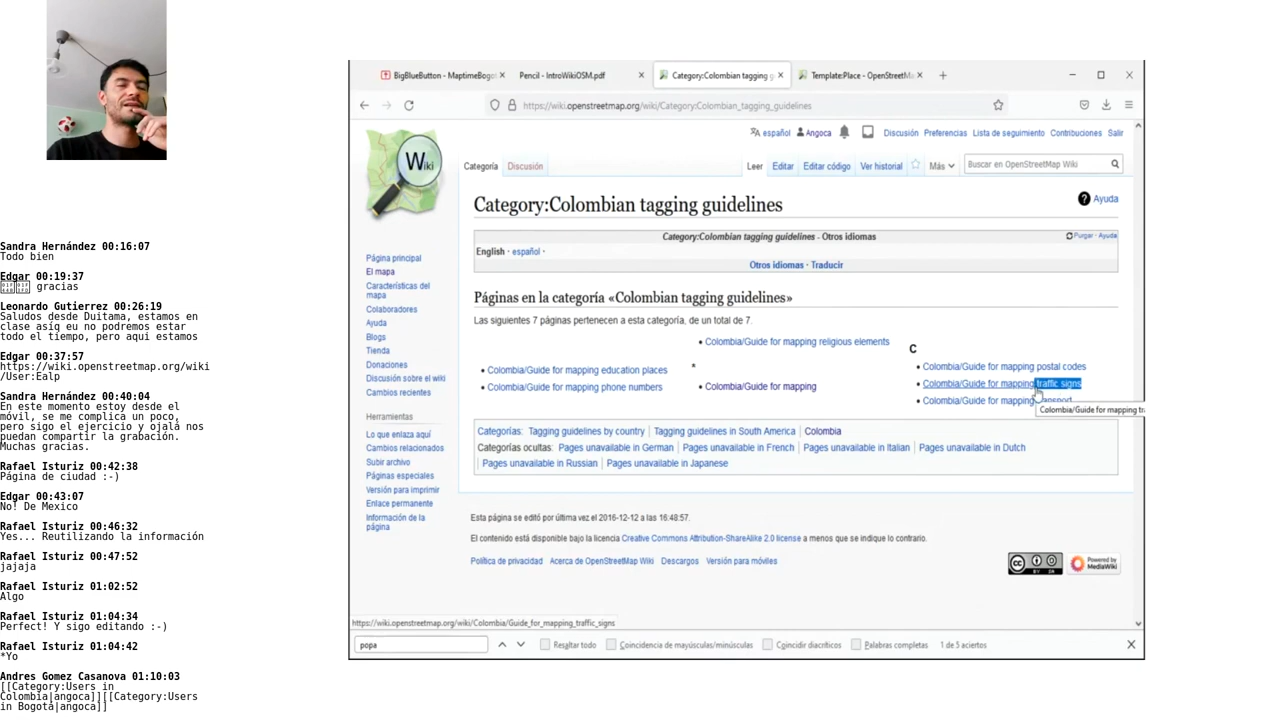 Sandra Hernández 00:16:07
Todo bien
Edgar 00:19:37
gracias
Leonardo Gutierrez 00:26:19
Saludos desde Duitama, estamos en
clase asíg eu no podremos estar
todo el tiempo, pero aqui estamos
Edgar 00:37:57
https://wiki.openstreetmap.org/wiki
/User:Ealp
Sandra Hernández 00:40:04
En este momento estoy desde el
móvil, se me complica un poco,
pero sigo el ejercicio y ojalá nos
puedan compartir la grabación.
Muchas gracias.
Rafael Isturiz 00:42:38
Página de ciudad :-)
Edgar 00:43:07
No! De Mexico
Rafael Isturiz 00:46:32
Yes... Reutilizando la información
Rafael Isturiz 00:47:52
jajaja
Rafael Isturiz 01:02:52
Algo
Rafael Isturiz 01:04:34
Perfect! Y sigo editando :-)
Rafael Isturiz 01:04:42
*Yo
Andres Gomez Casanova 01:10:03
[[Category:Users in
Colombia|angoca]][[Category:Users
in Bogotá|angoca]]
BigBlueButton - MaptimeBogo
Pencil - IntroWikiOSM.pdf
Category:Colombian tagging g
Template:Place - OpenStreetMa
https://wiki.openstreetmap.org/wiki/Category:Colombian_tagging_guidelines
español Angoca Discusión Preferencias Lista de seguimiento Contribuciones Salir
Wiki
Categoría Discusión Leer Editar Editar código Ver historial Más Buscar en OpenStreetMap Wiki
Category:Colombian tagging guidelines
Ayuda
Category:Colombian tagging guidelines - Otros idiomas
Purgar · Ayuda
English · español ·
Otros idiomas · Traducir
Página principal
El mapa
Características del
mapa
Colaboradores
Ayuda
Blogs
Tienda
Donaciones
Discusión sobre el wiki
Cambios recientes
Herramientas
Lo que enlaza aquí
Cambios relacionados
Subir archivo
Páginas especiales
Versión para imprimir
Enlace permanente
Información de la
página
Páginas en la categoría «Colombian tagging guidelines»
Las siguientes 7 páginas pertenecen a esta categoría, de un total de 7.
• Colombia/Guide for mapping education places
• Colombia/Guide for mapping phone numbers
• Colombia/Guide for mapping religious elements
*
• Colombia/Guide for mapping
C
• Colombia/Guide for mapping postal codes
• Colombia/Guide for mapping traffic signs
• Colombia/Guide for mapping transport
Colombia/Guide for mapping tr
Categorías: Tagging guidelines by country | Tagging guidelines in South America | Colombia
Categorías ocultas: Pages unavailable in German | Pages unavailable in French | Pages unavailable in Italian | Pages unavailable in Dutch
| Pages unavailable in Russian | Pages unavailable in Japanese
Esta página se editó por última vez el 2016-12-12 a las 16:48:57.
El contenido está disponible bajo la licencia Creative Commons Attribution-ShareAlike 2.0 license a menos que se indique lo contrario.
Política de privacidad Acerca de OpenStreetMap Wiki Descargos Versión para móviles
cc BY SA
Powered by
MediaWiki
https://wiki.openstreetmap.org/wiki/Colombia/Guide_for_mapping_traffic_signs
popa Resaltar todo Coincidencia de mayúsculas/minúsculas Coincidir diacríticos Palabras completas 1 de 5 aciertos